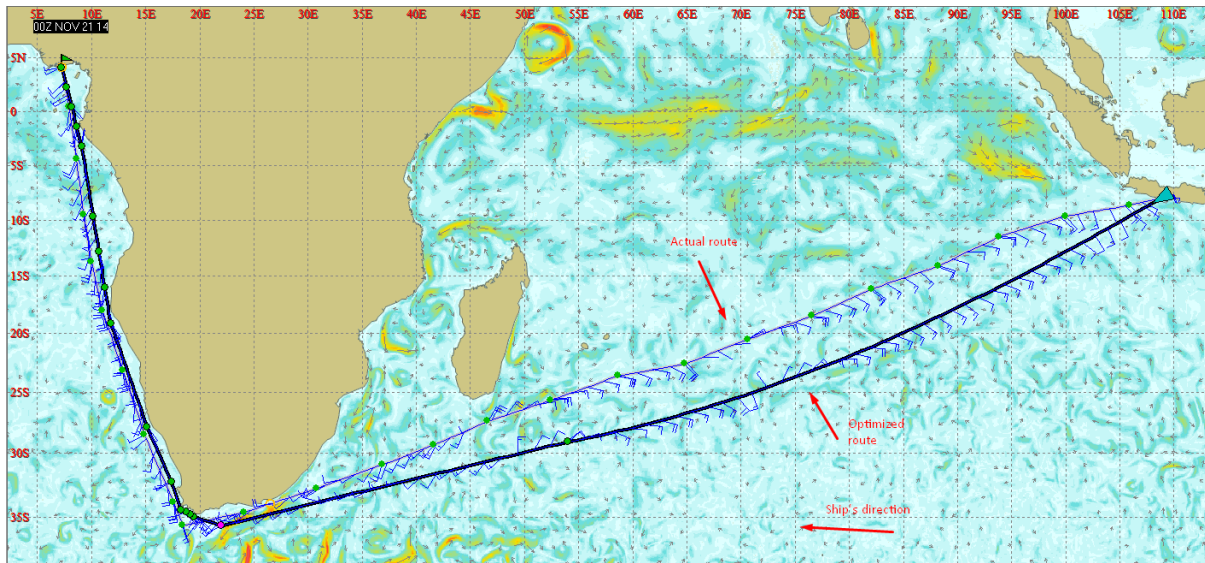 5E 10E 15E 20E 25E 30E 35E 40E 45E 50E 55E 60E 65E 70E 75E 80E 85E 90E 95E 100E 105E 110E
00Z NOV 21 14
5N
0
5S
10S
Actual route
15S
20S
25S
Optimized
route
30S
Ship's direction
35S